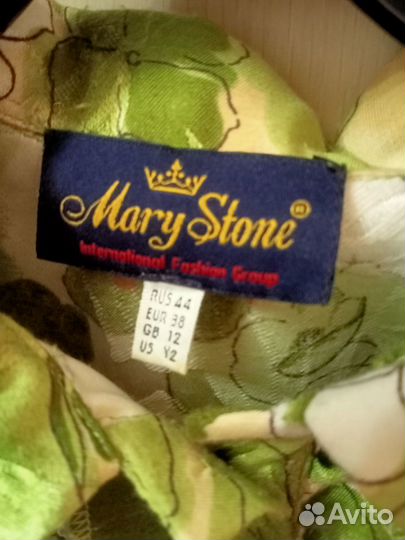 Mary Stone®
International Fashion Group
RUS 44
EUR 38
GB 12
US Y2
Avito